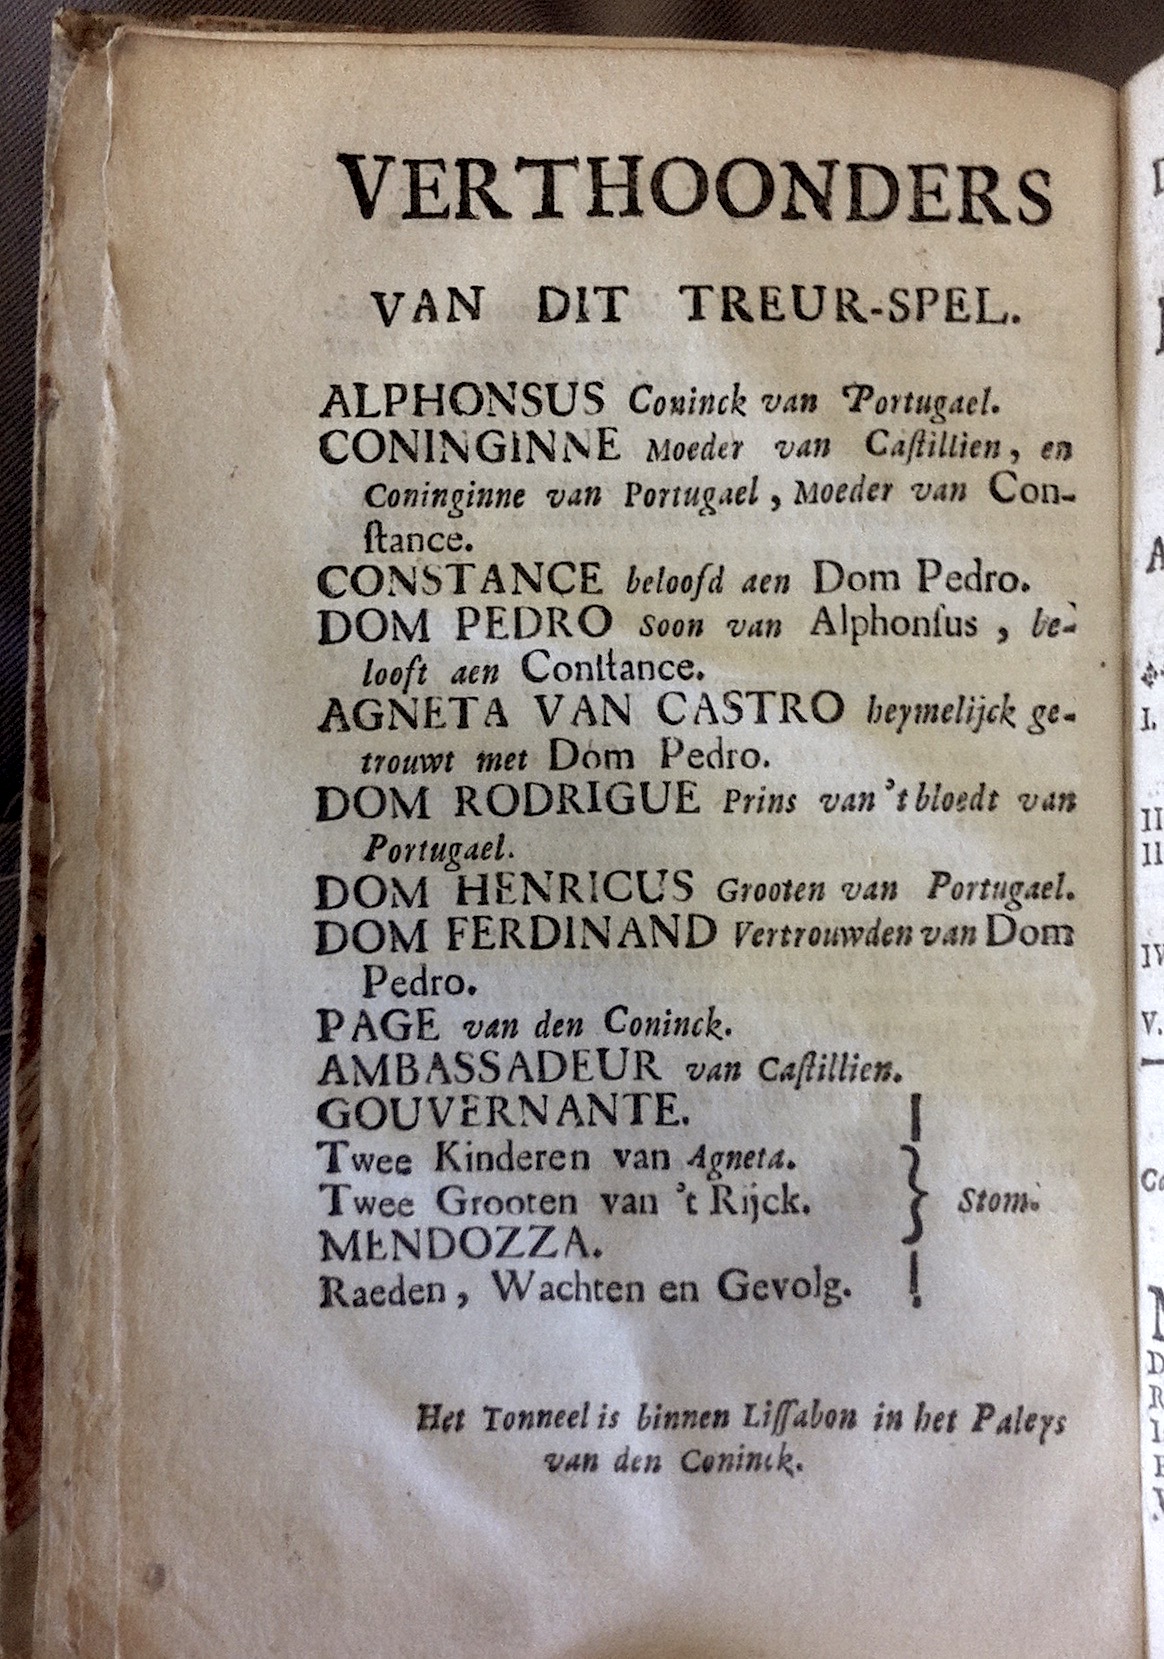 VERTHOONDERS
VAN DIT TREUR-SPEL.
ALPHONSUS Coninck van Portugael.
CONINGINNE Moeder van Caſtillien, en
Coninginne van Portugael, Moeder van Con-
ſtance.
CONSTANCE beloofd aen Dom Pedro.
DOM PEDRO Soon van Alphonſus, be-
looft aen Conſtance.
AGNETA VAN CASTRO heymelijck ge-
trouwt met Dom Pedro.
DOM RODRIGUE Prins van 't bloedt van
Portugael.
DOM HENRICUS Grooten van Portugael.
DOM FERDINAND Vertrouwden van Dom
Pedro.
PAGE van den Coninck.
AMBASSADEUR van Caſtillien.
GOUVERNANTE.
Twee Kinderen van Agneta.
Twee Grooten van 't Rijck. } Stom.
MENDOZZA.
Raeden, Wachten en Gevolg.
Het Tonneel is binnen Liſſabon in het Paleys
van den Coninck.